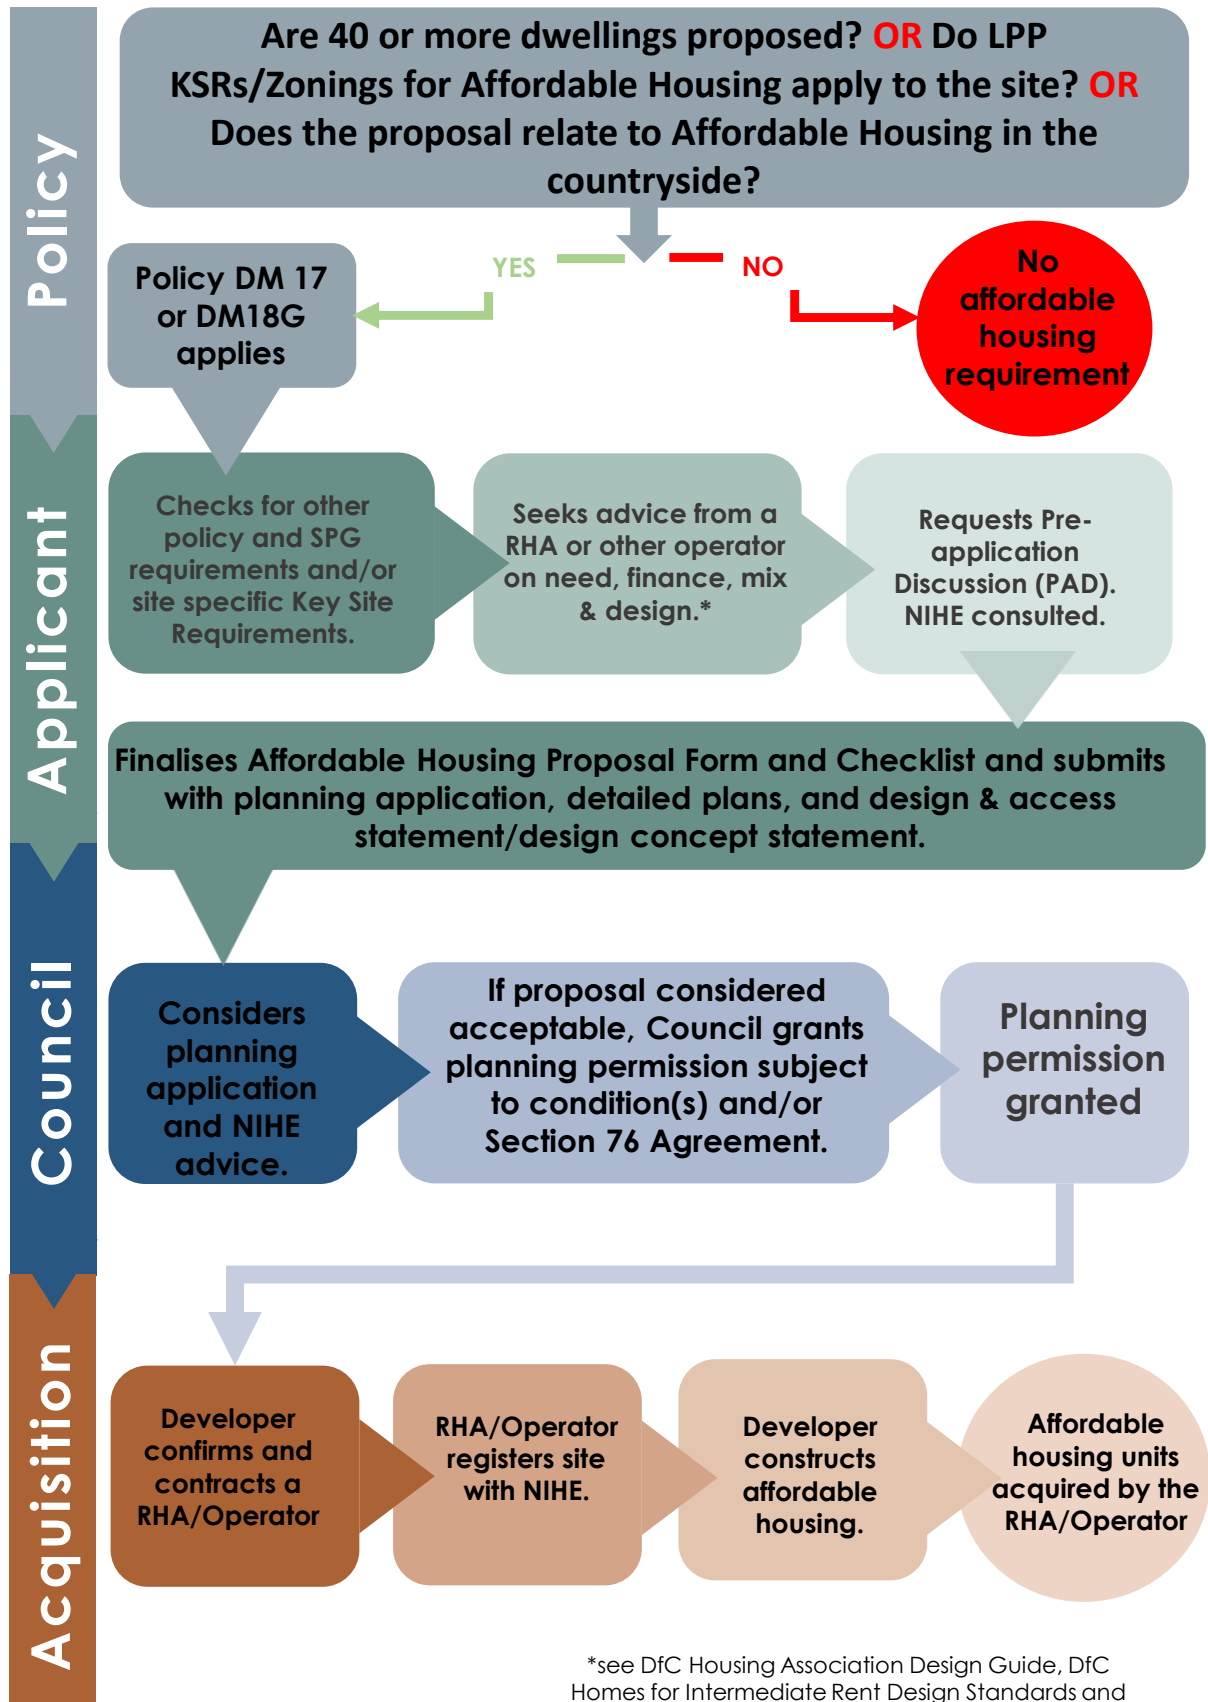 Policy
Are 40 or more dwellings proposed? OR Do LPP
KSRs/Zonings for Affordable Housing apply to the site? OR
Does the proposal relate to Affordable Housing in the
countryside?
YES
NO
Policy DM 17
or DM18G
applies
No
affordable
housing
requirement
Applicant
Checks for other
policy and SPG
requirements and/or
site specific Key Site
Requirements.
Seeks advice from a
RHA or other operator
on need, finance, mix
& design.*
Requests Pre-
application
Discussion (PAD).
NIHE consulted.
Finalises Affordable Housing Proposal Form and Checklist and submits
with planning application, detailed plans, and design & access
statement/design concept statement.
Council
Considers
planning
application
and NIHE
advice.
If proposal considered
acceptable, Council grants
planning permission subject
to condition(s) and/or
Section 76 Agreement.
Planning
permission
granted
Acquisition
Developer
confirms and
contracts a
RHA/Operator
RHA/Operator
registers site
with NIHE.
Developer
constructs
affordable
housing.
Affordable
housing units
acquired by the
RHA/Operator
*see DfC Housing Association Design Guide, DfC
Homes for Intermediate Rent Design Standards and